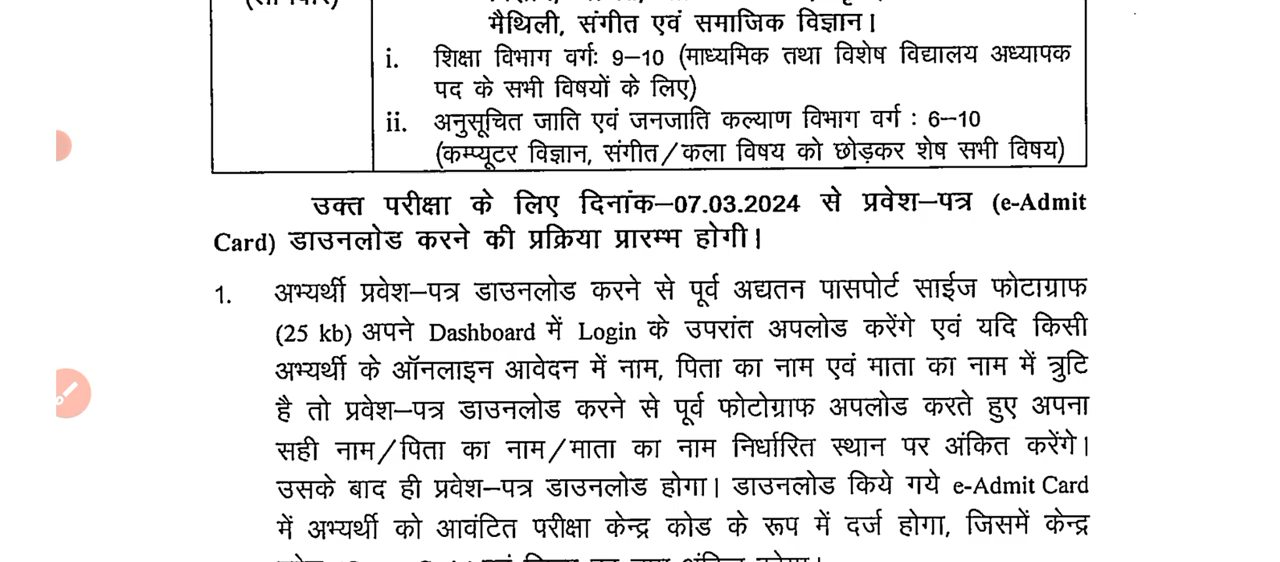 मैथिली, संगीत एवं समाजिक विज्ञान।
i. शिक्षा विभाग वर्गः 9–10 (माध्यमिक तथा विशेष विद्यालय अध्यापक
पद के सभी विषयों के लिए)
ii. अनुसूचित जाति एवं जनजाति कल्याण विभाग वर्ग : 6–10
(कम्प्यूटर विज्ञान, संगीत/कला विषय को छोड़कर शेष सभी विषय)
उक्त परीक्षा के लिए दिनांक–07.03.2024 से प्रवेश–पत्र (e-Admit
Card) डाउनलोड करने की प्रक्रिया प्रारम्भ होगी।
1. अभ्यर्थी प्रवेश–पत्र डाउनलोड करने से पूर्व अद्यतन पासपोर्ट साईज फोटाग्राफ
(25 kb) अपने Dashboard में Login के उपरांत अपलोड करेंगे एवं यदि किसी
अभ्यर्थी के ऑनलाइन आवेदन में नाम, पिता का नाम एवं माता का नाम में त्रुटि
है तो प्रवेश–पत्र डाउनलोड करने से पूर्व फोटोग्राफ अपलोड करते हुए अपना
सही नाम/पिता का नाम/माता का नाम निर्धारित स्थान पर अंकित करेंगे।
उसके बाद ही प्रवेश–पत्र डाउनलोड होगा। डाउनलोड किये गये e-Admit Card
में अभ्यर्थी को आवंटित परीक्षा केन्द्र कोड के रूप में दर्ज होगा, जिसमें केन्द्र